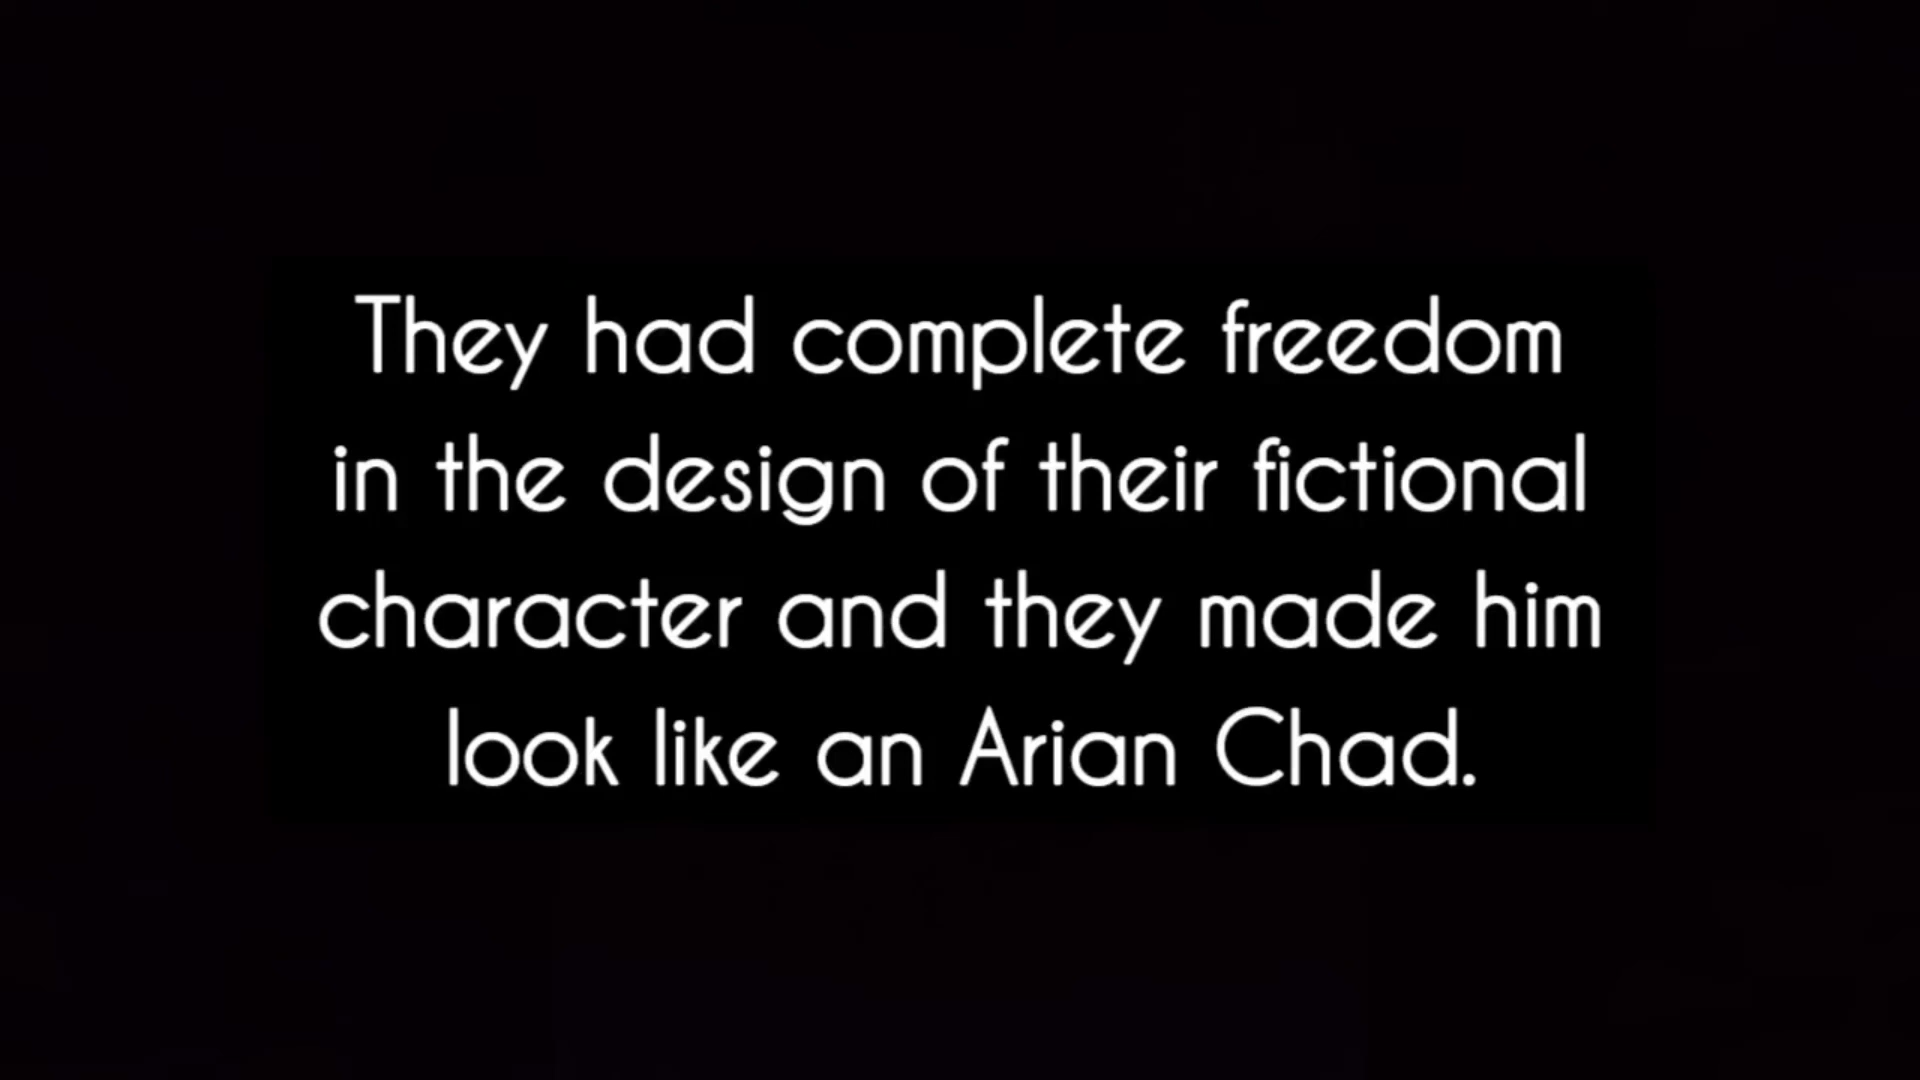 They had complete freedom
in the design of their fictional
character and they made him
look like an Arian Chad.